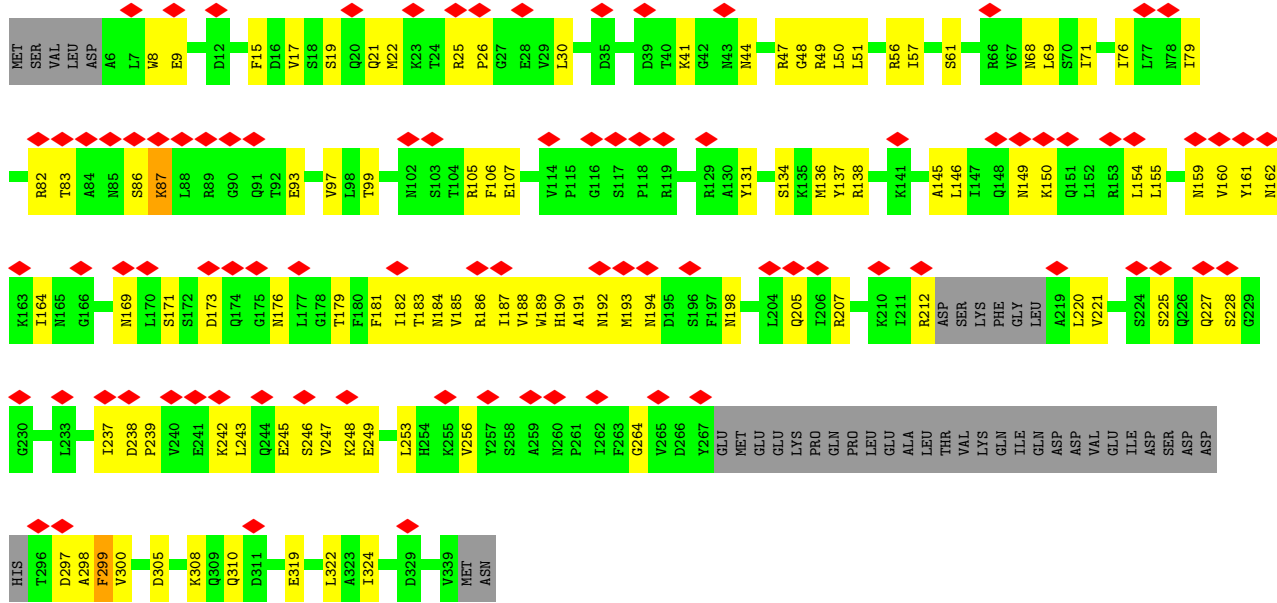 MET SER VAL LEU ASP A6 L7 W8 E9 D12 F15 D16 V17 S18 S19 Q20 Q21 M22 K23 T24 R25 P26 G27 E28 V29 L30 D35 D39 T40 K41 G42 N43 N44 R47 G48 R49 L50 L51 R56 I57 S61 R66 V67 N68 L69 S70 I71 I76 L77 N78 I79
R82 T83 A84 N85 S86 K87 L88 R89 G90 Q91 T92 E93 V97 L98 T99 N102 S103 T104 R105 F106 E107 V114 P115 G116 S117 P118 R119 R129 A130 Y131 S134 K135 M136 Y137 R138 K141 A145 L146 I147 Q148 N149 K150 Q151 L152 R153 L154 L155 N159 V160 Y161 N162
K163 I164 N165 G166 N169 L170 S171 S172 D173 Q174 G175 N176 L177 G178 T179 F180 F181 I182 T183 N184 V185 R186 I187 V188 W189 H190 A191 N192 M193 N194 D195 S196 F197 N198 L204 Q205 I206 R207 K210 I211 R212 ASP SER LYS PHE GLY LEU A219 L220 V221 S224 S225 Q226 Q227 S228 G229
G230 L233 I237 D238 P239 V240 E241 K242 L243 Q244 E245 S246 V247 K248 E249 L253 H254 K255 V256 Y257 S258 A259 N260 P261 I262 F263 G264 V265 D266 Y267 GLU MET GLU GLU LYS PRO GLN PRO LEU GLU ALA LEU THR VAL LYS GLN ILE GLN ASP ASP VAL GLU ILE ASP SER ASP ASP
HIS T296 D297 A298 F299 V300 D305 K308 Q309 Q310 D311 E319 L322 A323 I324 D329 V339 MET ASN